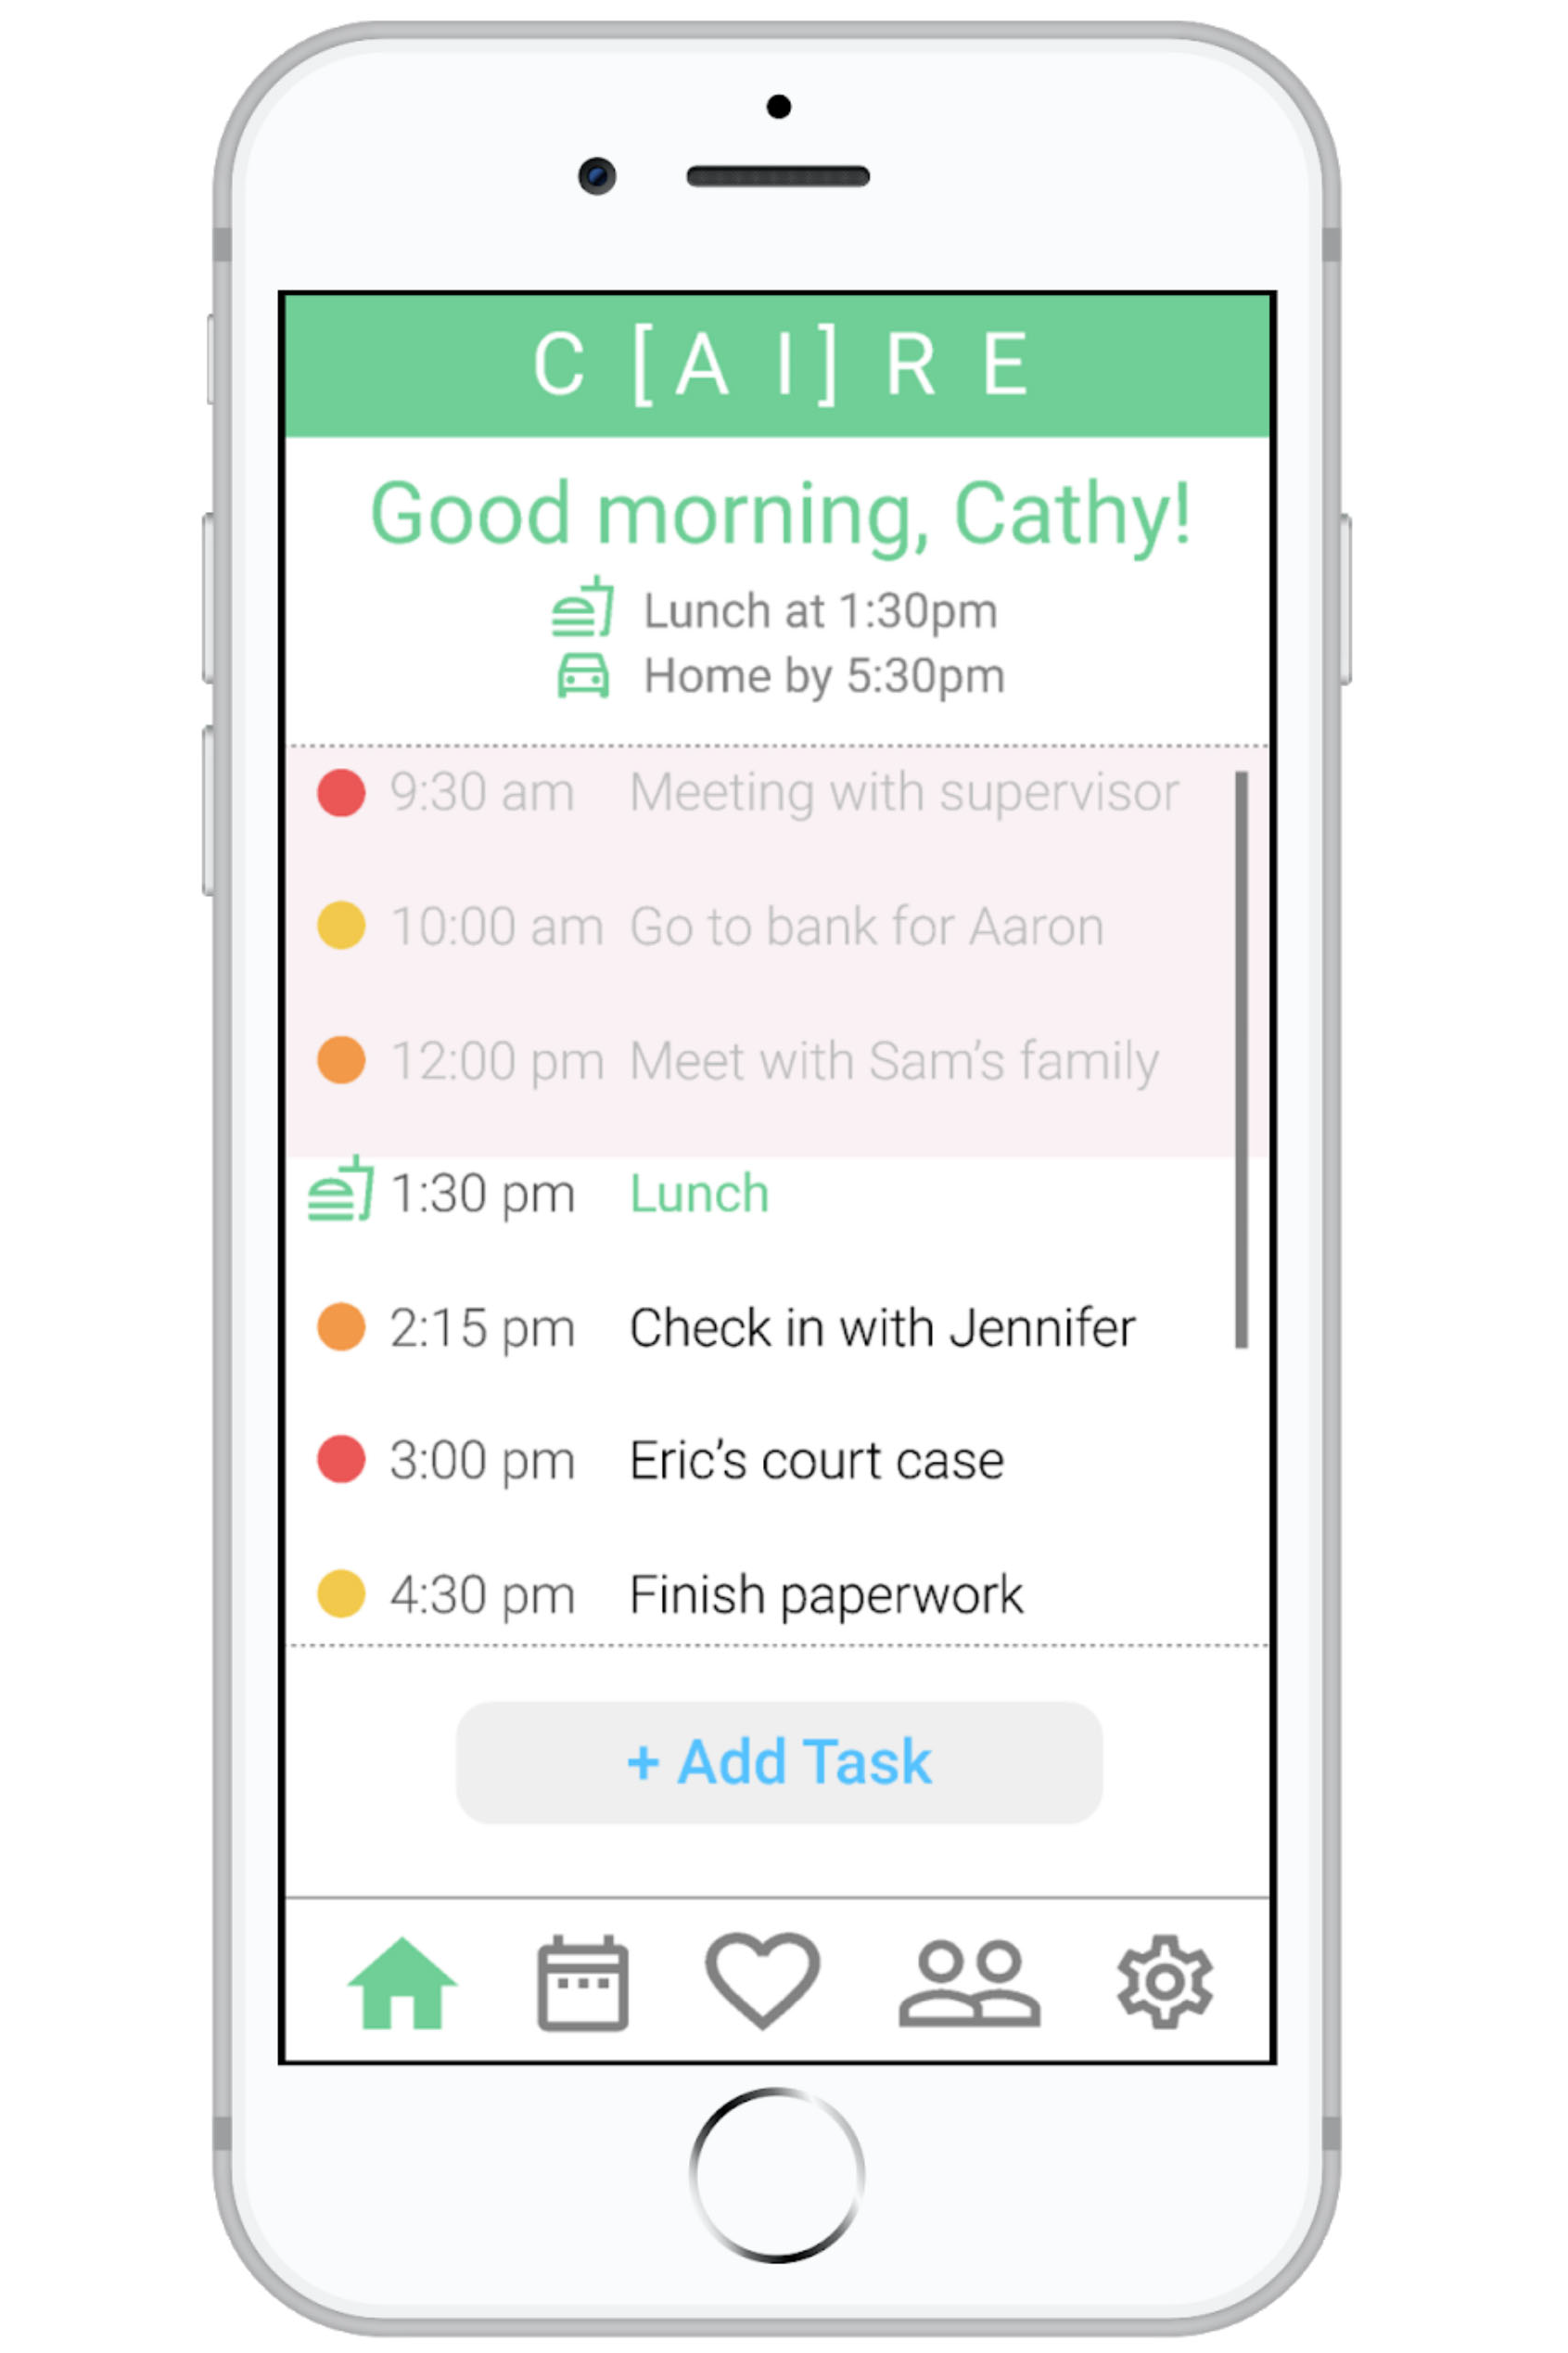 C [A I] R E
Good morning, Cathy!
Lunch at 1:30pm
Home by 5:30pm
9:30 am Meeting with supervisor
10:00 am Go to bank for Aaron
12:00 pm Meet with Sam’s family
1:30 pm Lunch
2:15 pm Check in with Jennifer
3:00 pm Eric’s court case
4:30 pm Finish paperwork
+ Add Task